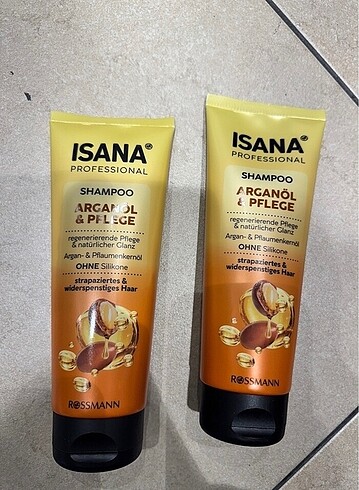 ISANA
PROFESSIONAL
SHAMPOO
ARGANÖL
& PFLEGE
regenerierende Pflege
& natürlicher Glanz
Argan- & Pflaumenkernöl
OHNE Silikone
strapaziertes &
widerspenstiges Haar
ROSSMANN
ISANA
PROFESSIONAL
SHAMPOO
ARGANÖL
& PFLEGE
regenerierende Pflege
& natürlicher Glanz
Argan- & Pflaumenkernöl
OHNE Silikone
strapaziertes &
widerspenstiges Haar
ROSSMANN